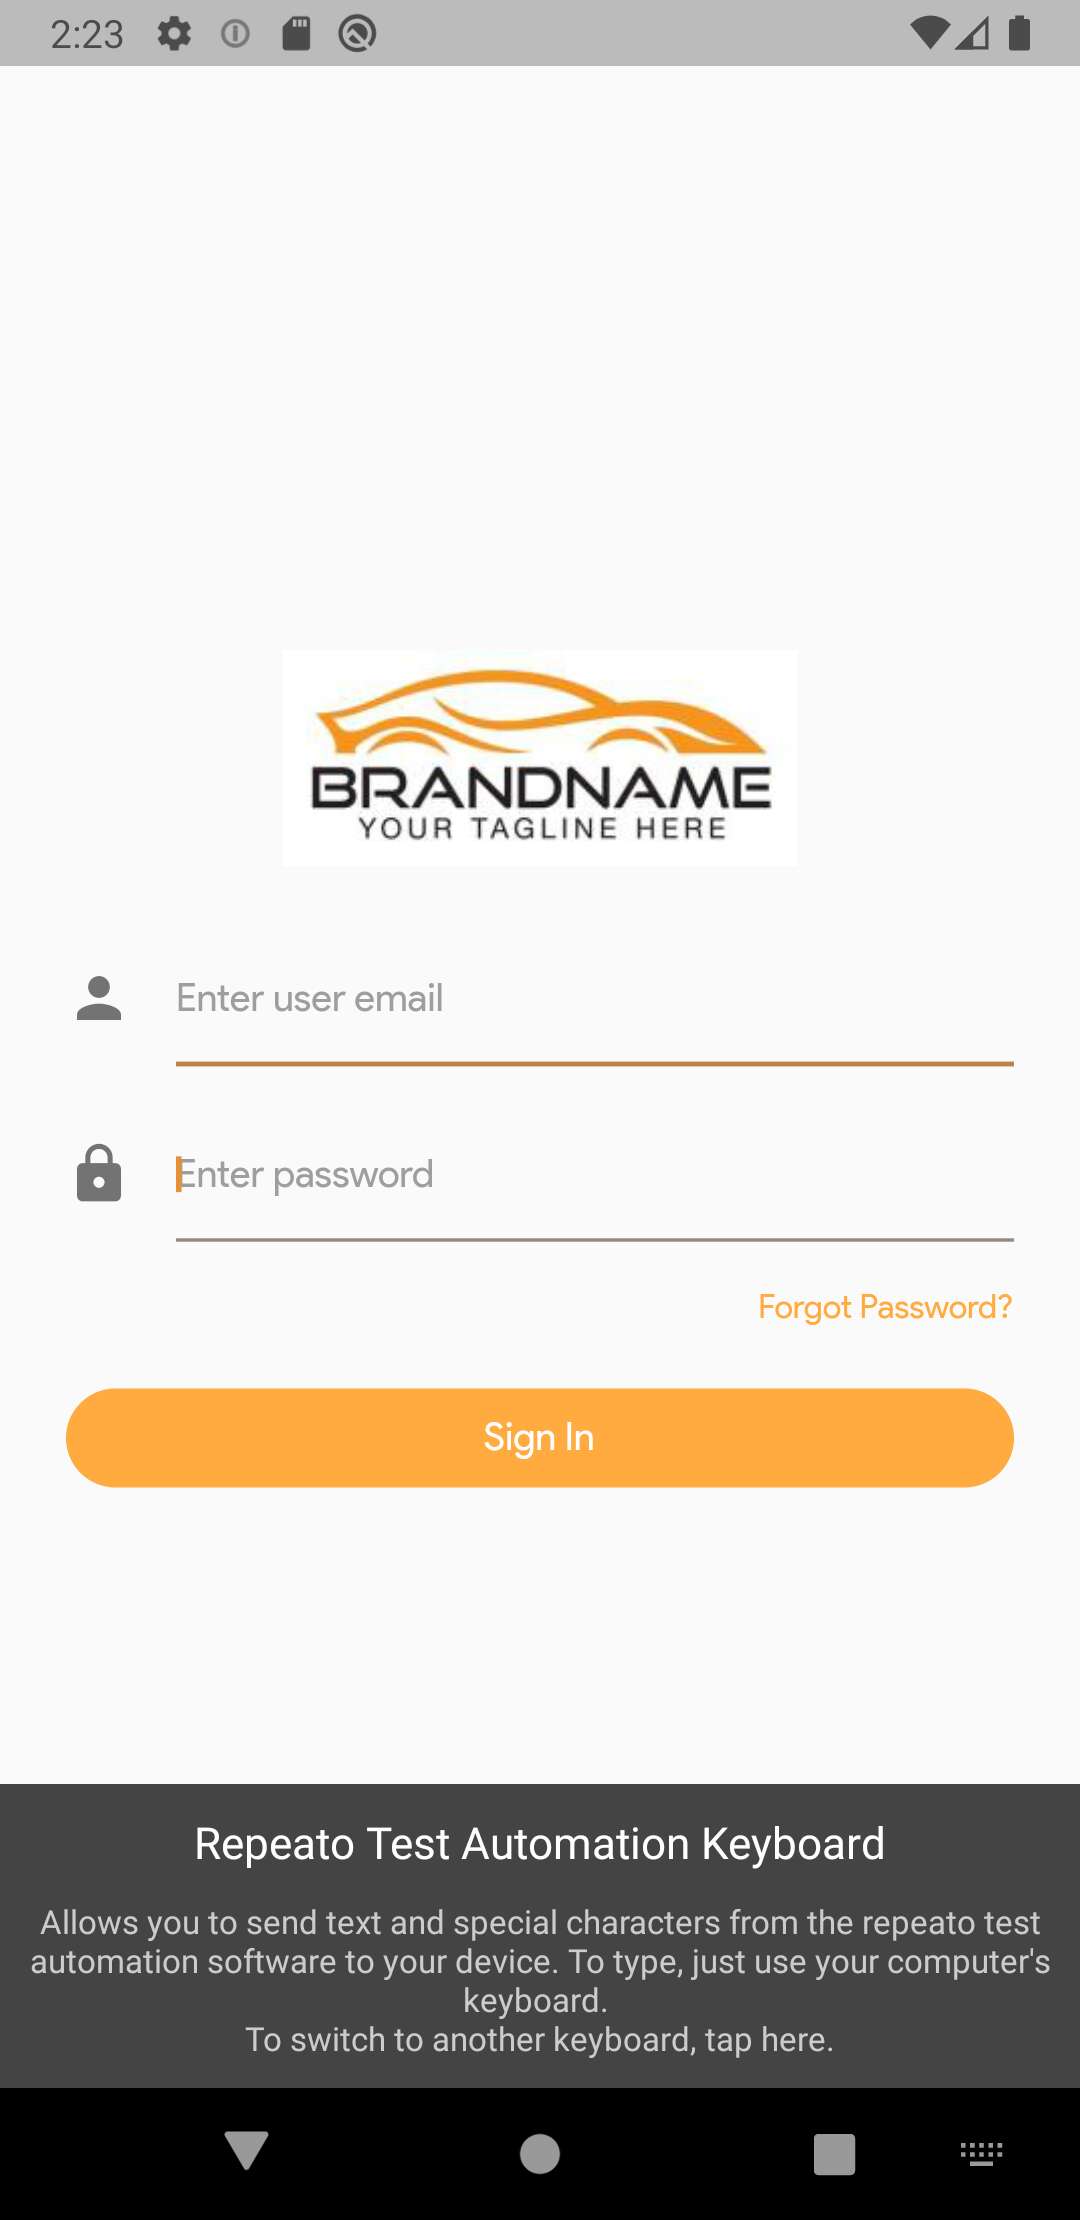 2:23
BRANDNAME
YOUR TAGLINE HERE
Enter user email
Enter password
Forgot Password?
Sign In
Repeato Test Automation Keyboard
Allows you to send text and special characters from the repeato test
automation software to your device. To type, just use your computer's
keyboard.
To switch to another keyboard, tap here.